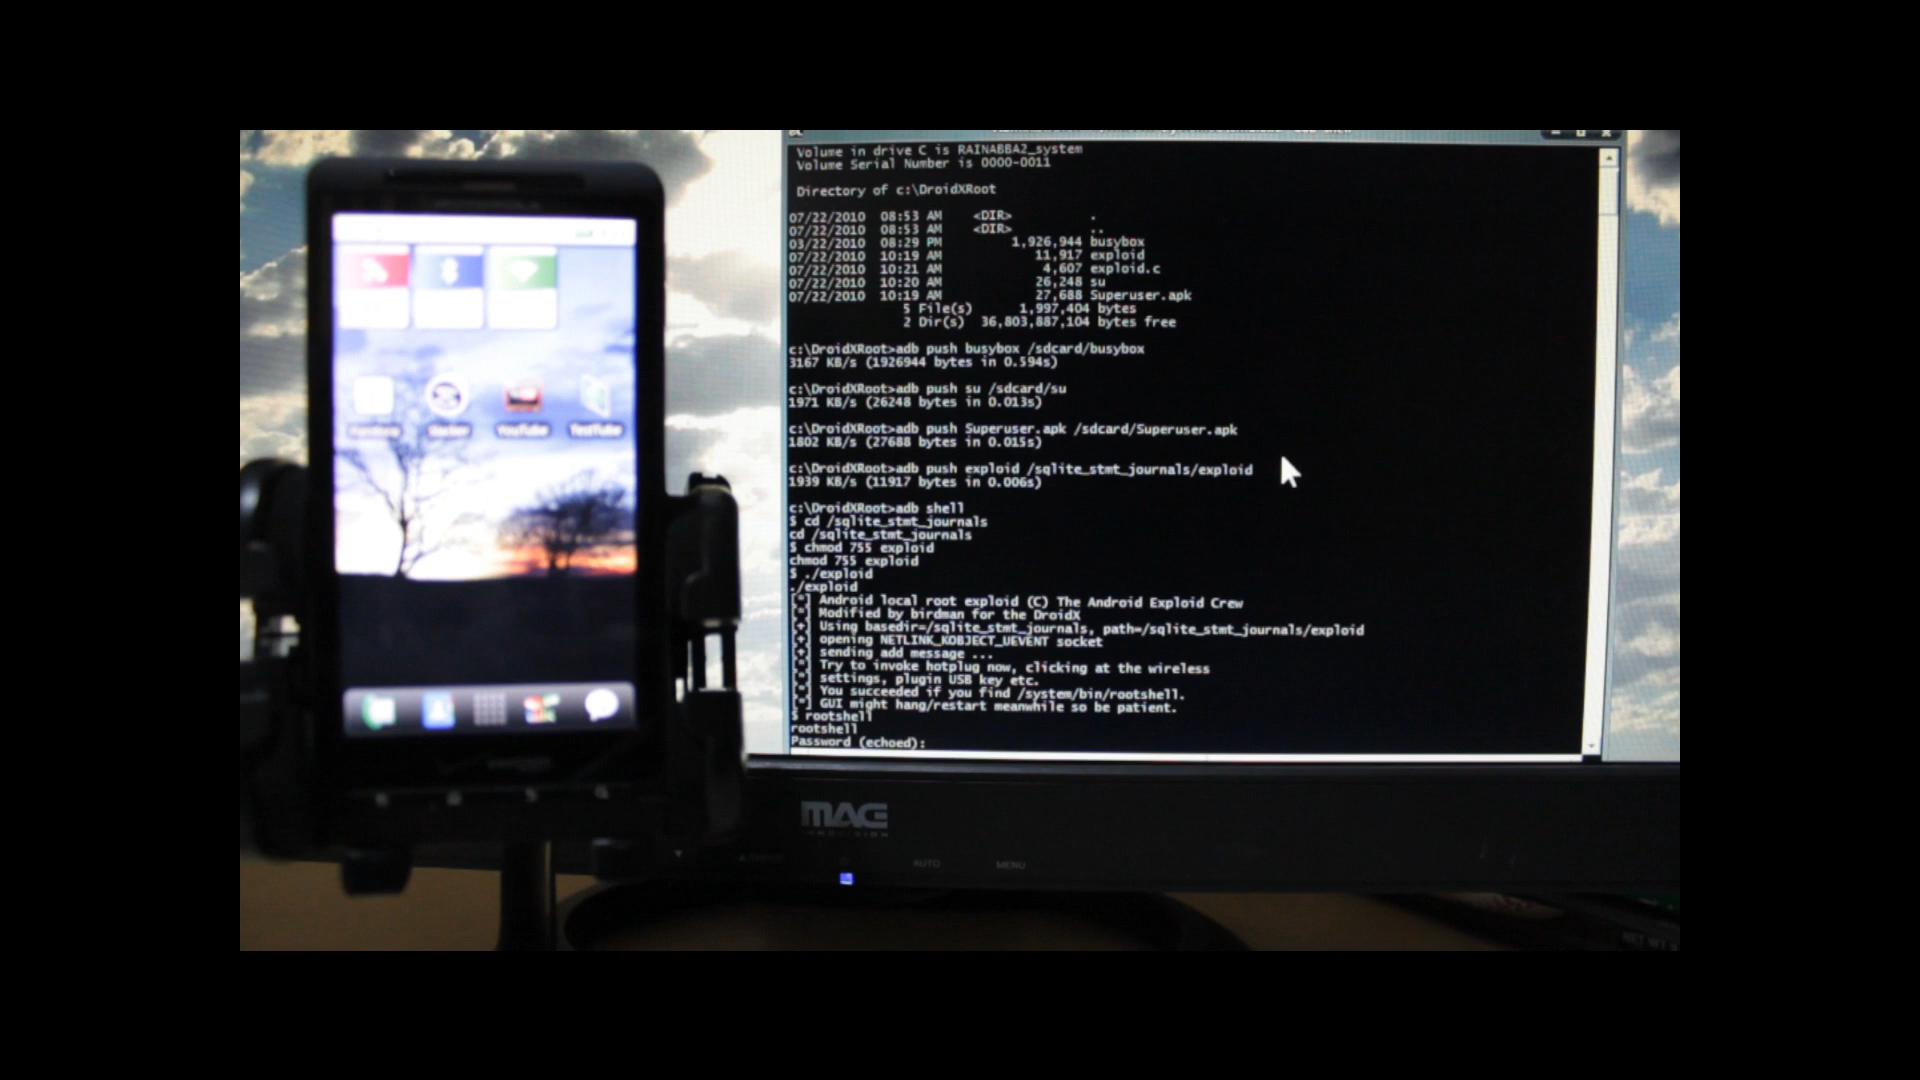 Volume in drive C is RAINABBA2_system
Volume Serial Number is 0000-0011
Directory of c:\DroidXRoot
07/22/2010 08:53 AM <DIR> .
07/22/2010 08:53 AM <DIR> ..
03/22/2010 08:29 PM 1,926,944 busybox
07/22/2010 10:19 AM 11,917 exploid
07/22/2010 10:21 AM 4,607 exploid.c
07/22/2010 10:20 AM 26,248 su
07/22/2010 10:19 AM 27,688 Superuser.apk
5 File(s) 1,997,404 bytes
2 Dir(s) 36,803,887,104 bytes free
c:\DroidXRoot>adb push busybox /sdcard/busybox
3167 KB/s (1926944 bytes in 0.594s)
c:\DroidXRoot>adb push su /sdcard/su
1971 KB/s (26248 bytes in 0.013s)
c:\DroidXRoot>adb push Superuser.apk /sdcard/Superuser.apk
1802 KB/s (27688 bytes in 0.015s)
c:\DroidXRoot>adb push exploid /sqlite_stmt_journals/exploid
1939 KB/s (11917 bytes in 0.006s)
c:\DroidXRoot>adb shell
$ cd /sqlite_stmt_journals
cd /sqlite_stmt_journals
$ chmod 755 exploid
chmod 755 exploid
$ ./exploid
./exploid
[*] Android local root exploid (C) The Android Exploid Crew
[*] Modified by birdman for the DroidX
[+] Using basedir=/sqlite_stmt_journals, path=/sqlite_stmt_journals/exploid
[+] opening NETLINK_KOBJECT_UEVENT socket
[+] sending add message ...
[*] Try to invoke hotplug now, clicking at the wireless
[*] settings, plugin USB key etc.
[*] You succeeded if you find /system/bin/rootshell.
[*] GUI might hang/restart meanwhile so be patient.
$ rootshell
rootshell
Password (echoed):
YouTube TestTube
MAG
INNOVISION
AUTO MENU